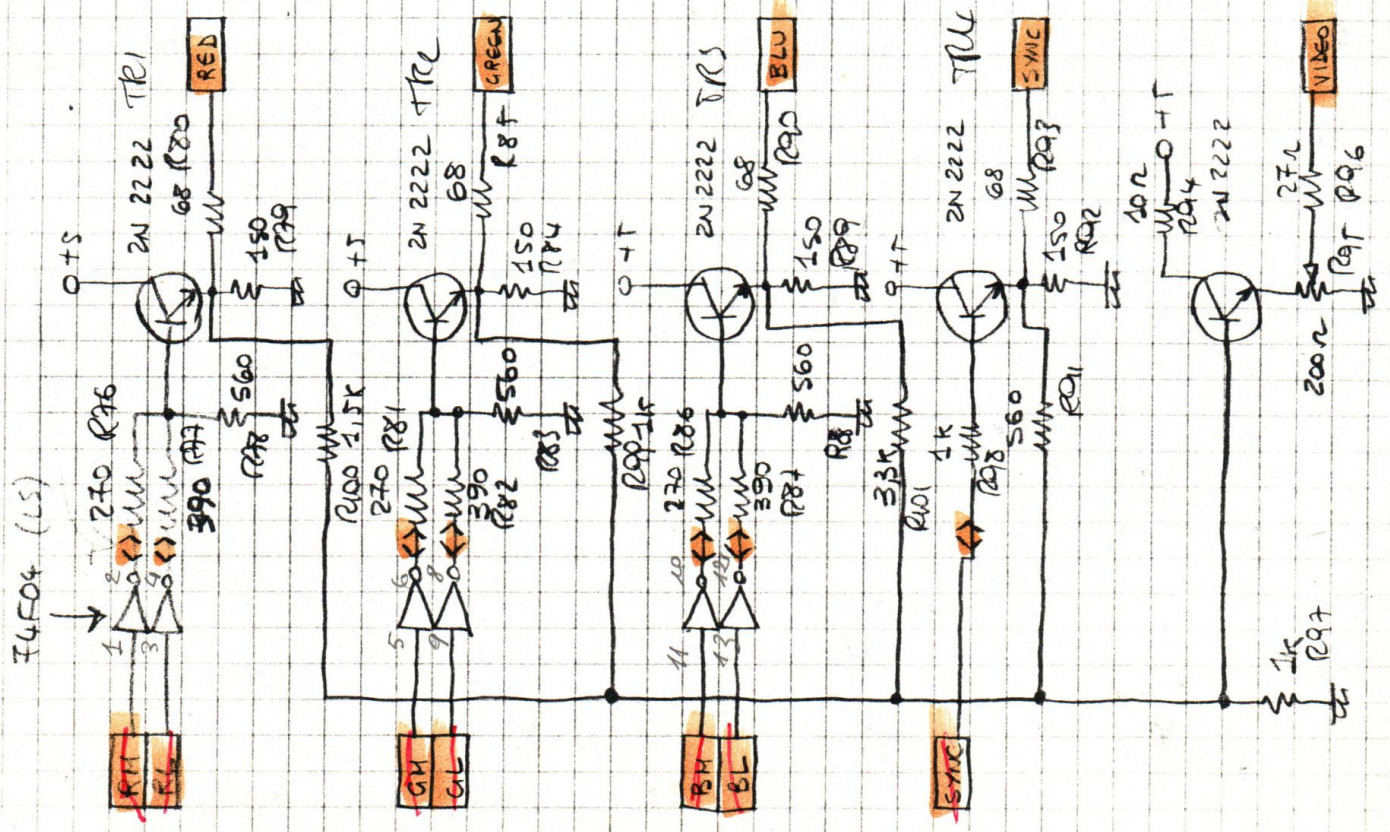 74F04 (LS)
1
2
3
4
270 R76
390 R77
560
R78
+5
2N 2222
TR1
68 R80
150
R79
RED
RH
RL
R100 1,5K
5
6
9
8
270 R81
390
R82
560
R83
+5
2N 2222
TR2
68
R85
150
R84
GREEN
GH
GL
R99 1K
11
10
13
12
270 R86
390
R87
560
R88
+5
2N 2222
TR3
68
R90
150
R89
BLU
BH
BL
3,3K
R101
1K
R98
560
R91
+5
2N 2222
TR4
68
R93
150
R92
SYNC
SYNC
10Ω
R94
+5
2N 2222
27Ω
R96
R95
200Ω
VIDEO
1K
R97